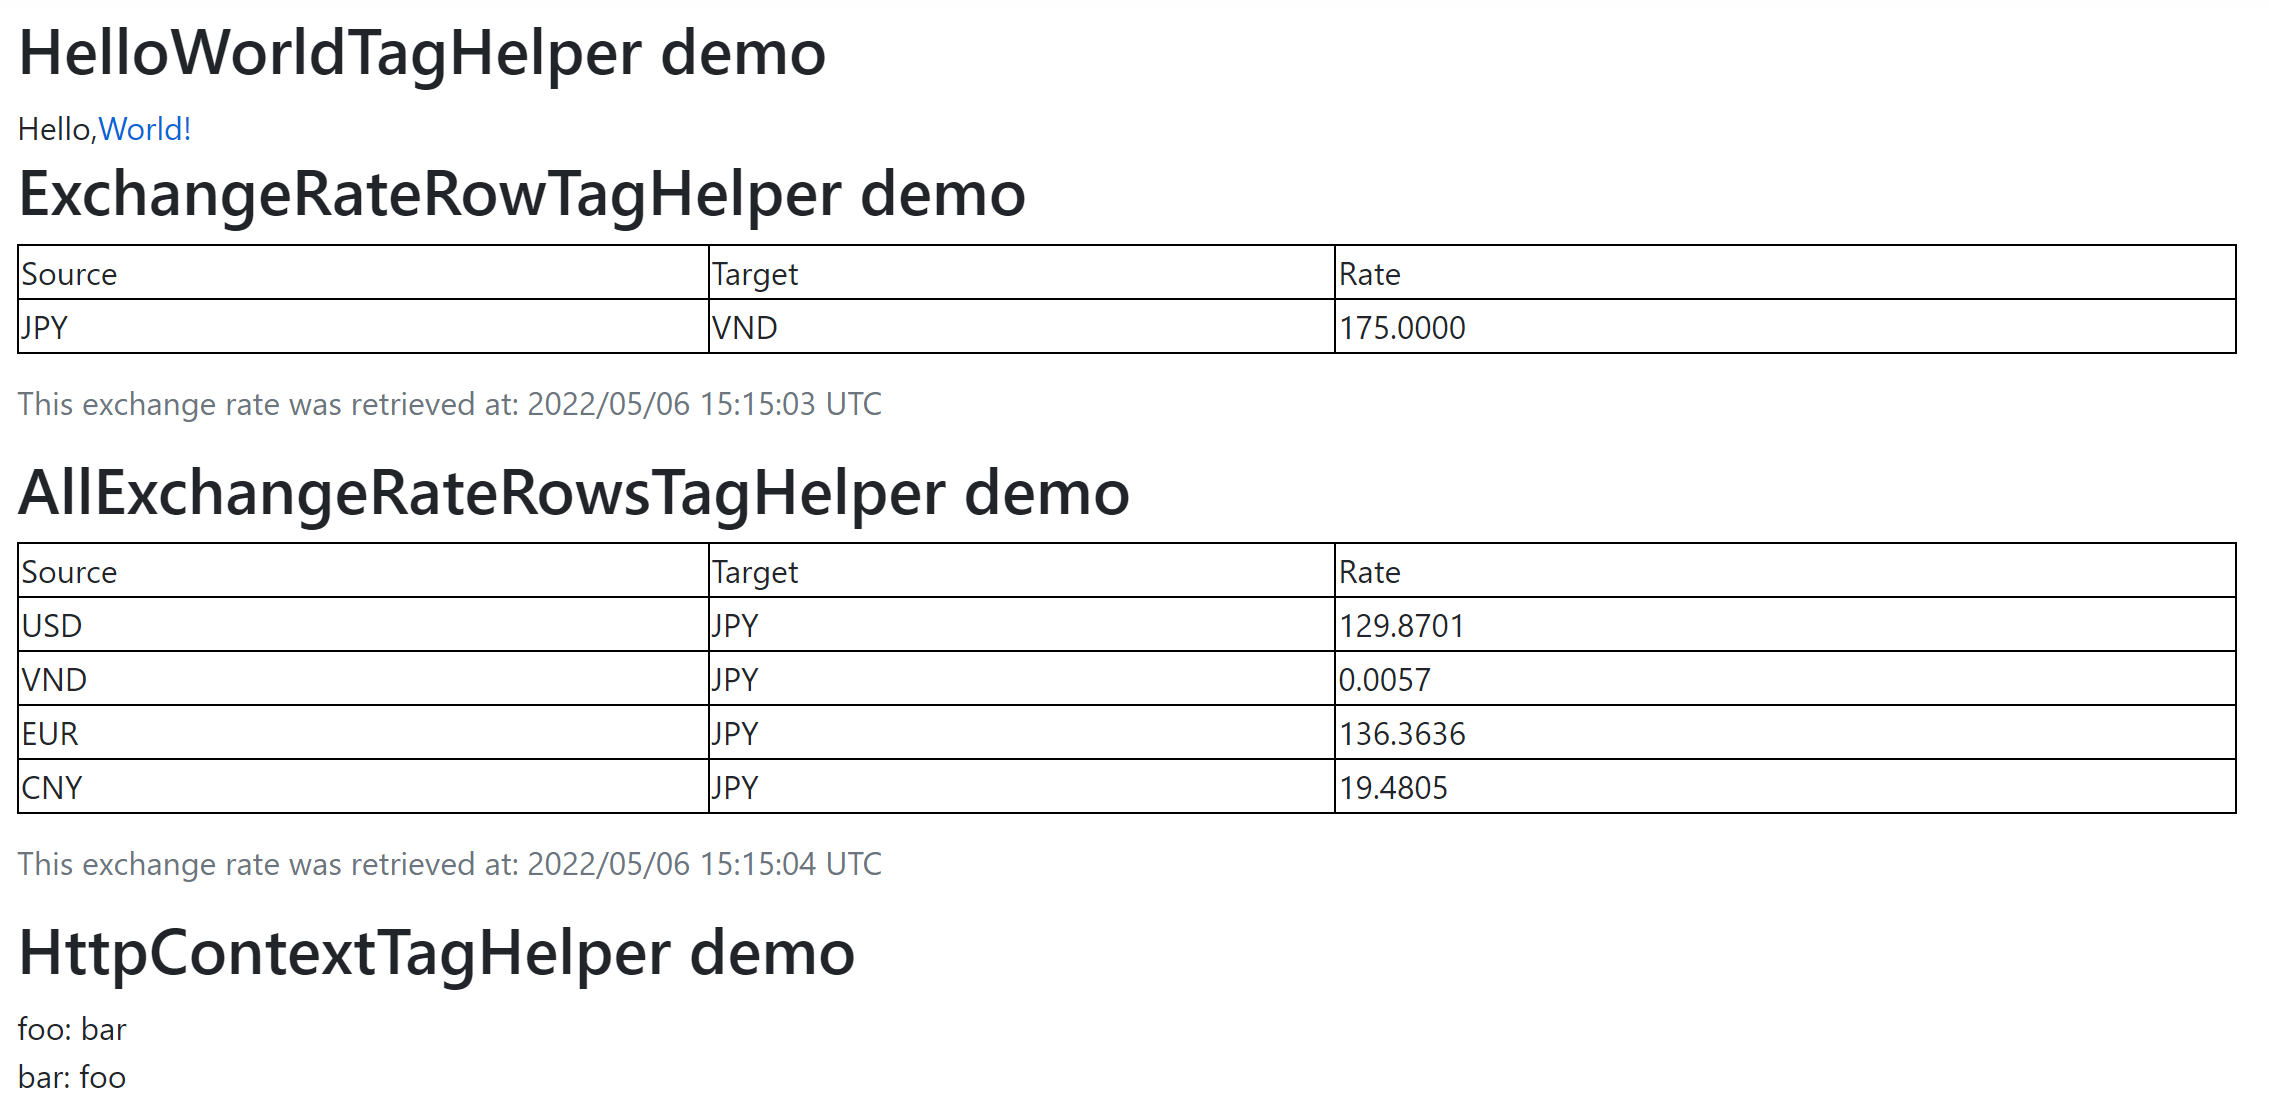 HelloWorldTagHelper demo
Hello,World!
ExchangeRateRowTagHelper demo
Source Target Rate
JPY VND 175.0000
This exchange rate was retrieved at: 2022/05/06 15:15:03 UTC
AllExchangeRateRowsTagHelper demo
Source Target Rate
USD JPY 129.8701
VND JPY 0.0057
EUR JPY 136.3636
CNY JPY 19.4805
This exchange rate was retrieved at: 2022/05/06 15:15:04 UTC
HttpContextTagHelper demo
foo: bar
bar: foo